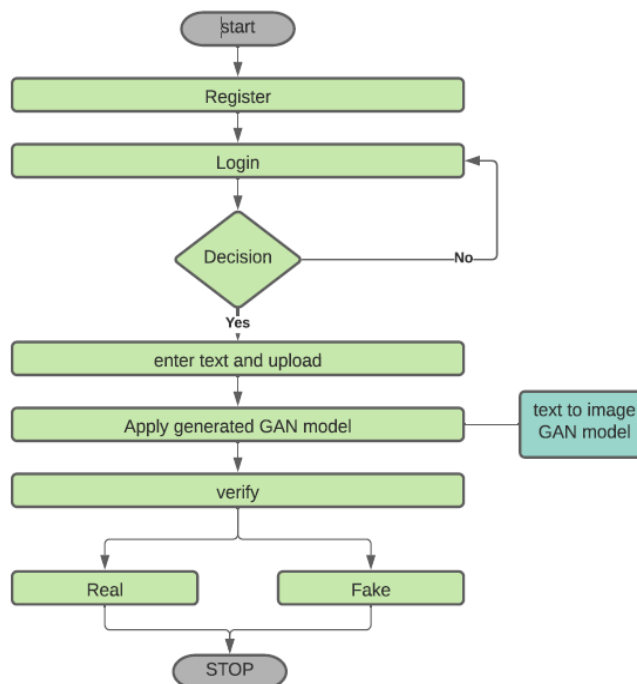 start
Register
Login
Decision
No
Yes
enter text and upload
Apply generated GAN model
text to image
GAN model
verify
Real
Fake
STOP